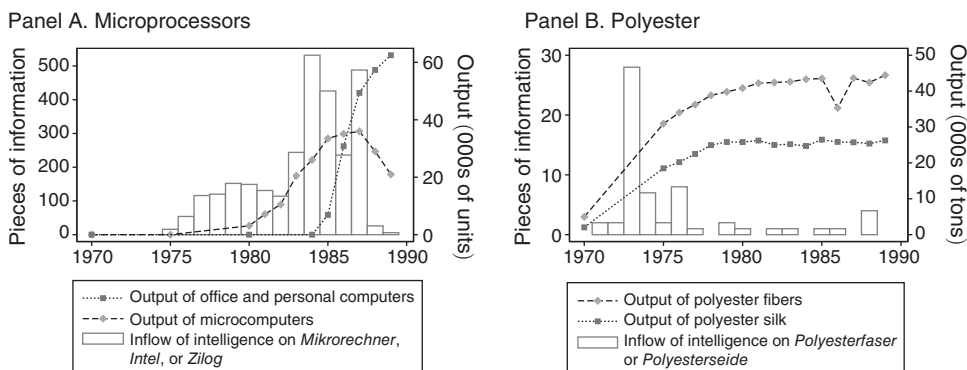 Panel A. Microprocessors
Pieces of information
500
400
300
200
100
0
60
40
20
0
Output (000s of units)
1970 1975 1980 1985 1990
Output of office and personal computers
Output of microcomputers
Inflow of intelligence on Mikrorechner,
Intel, or Zilog
Panel B. Polyester
Pieces of information
30
20
10
0
50
40
30
20
10
0
Output (000s of tons)
1970 1975 1980 1985 1990
Output of polyester fibers
Output of polyester silk
Inflow of intelligence on Polyesterfaser
or Polyesterseide